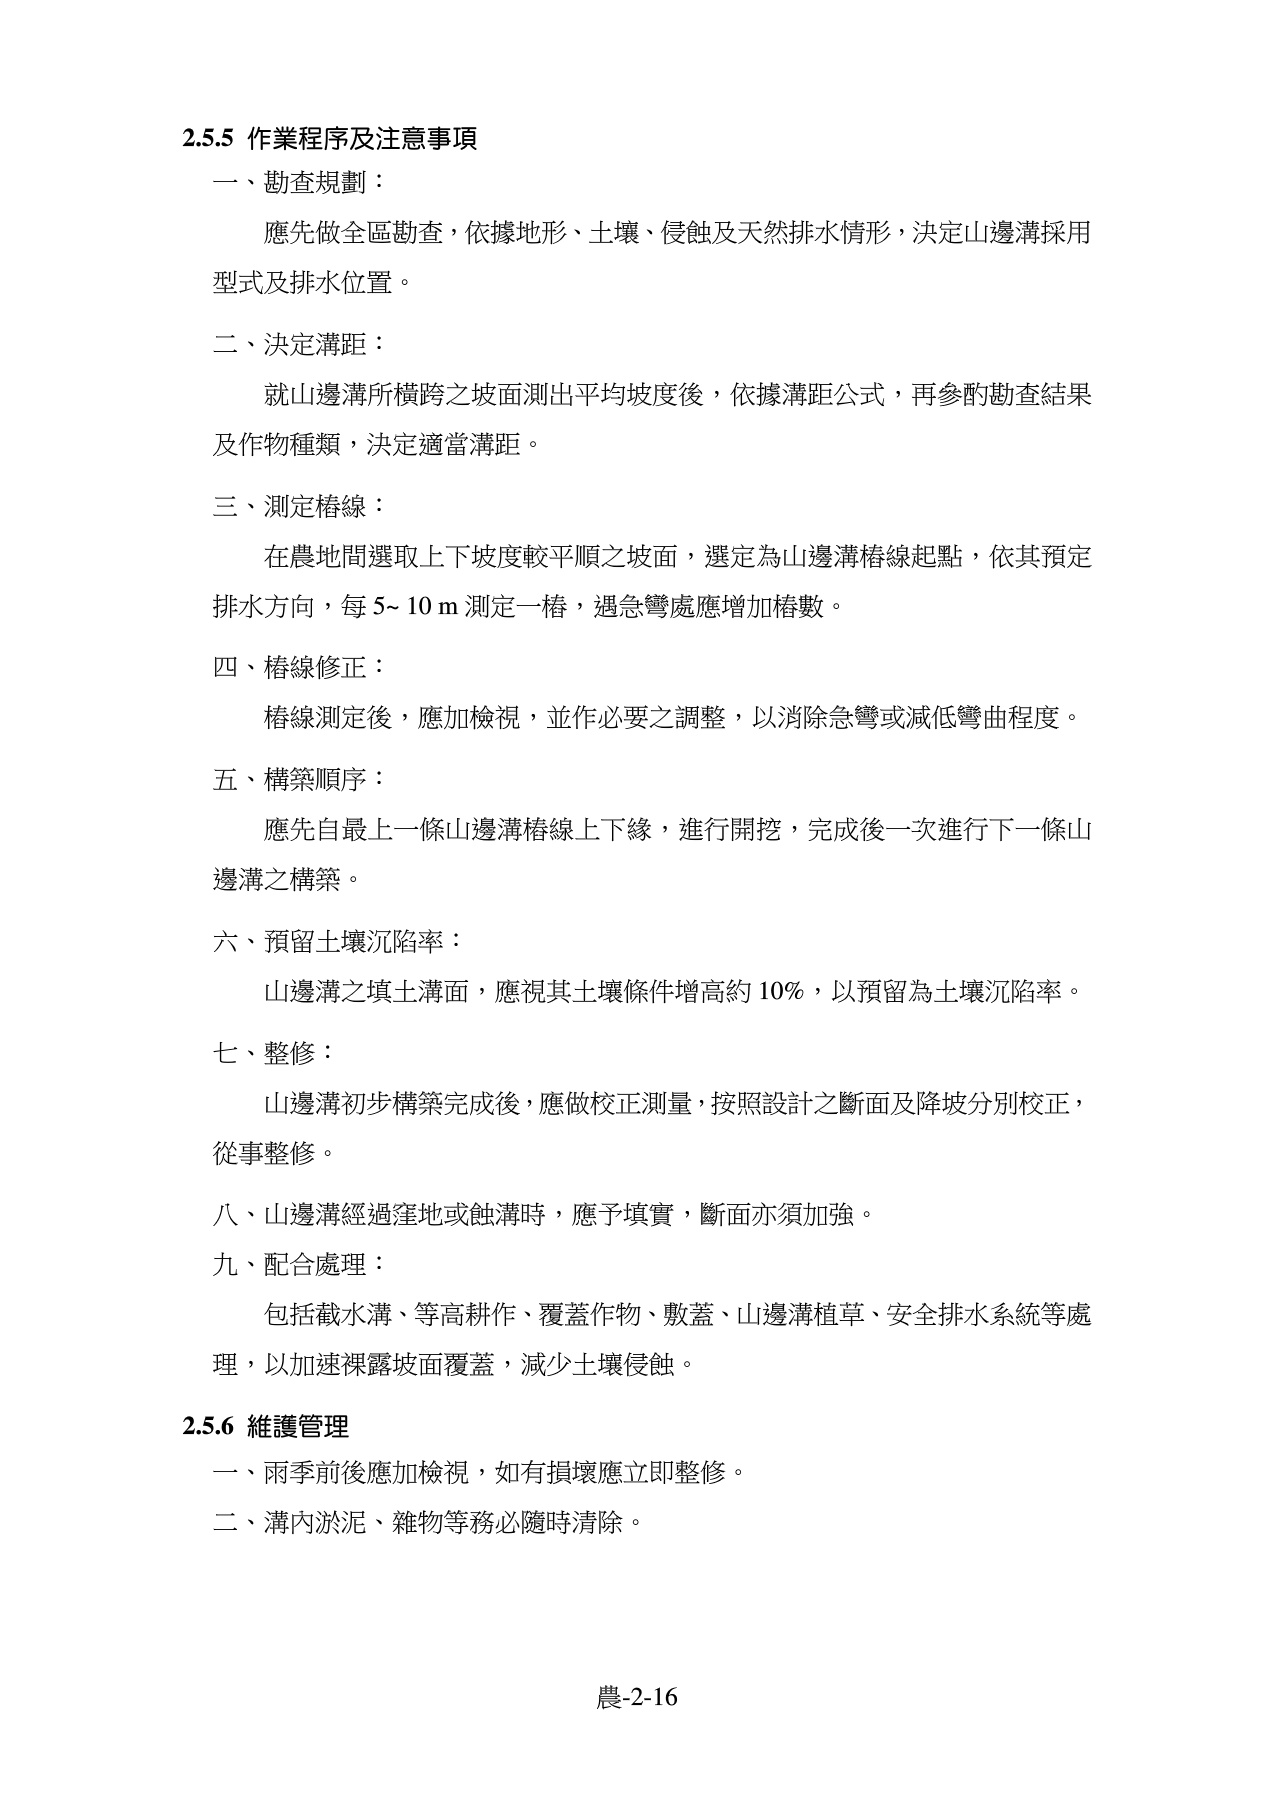 2.5.5 作業程序及注意事項
一、勘查規劃：
應先做全區勘查，依據地形、土壤、侵蝕及天然排水情形，決定山邊溝採用
型式及排水位置。
二、決定溝距：
就山邊溝所橫跨之坡面測出平均坡度後，依據溝距公式，再參酌勘查結果
及作物種類，決定適當溝距。
三、測定樁線：
在農地間選取上下坡度較平順之坡面，選定為山邊溝樁線起點，依其預定
排水方向，每 5~ 10 m 測定一樁，遇急彎處應增加樁數。
四、樁線修正：
樁線測定後，應加檢視，並作必要之調整，以消除急彎或減低彎曲程度。
五、構築順序：
應先自最上一條山邊溝樁線上下緣，進行開挖，完成後一次進行下一條山
邊溝之構築。
六、預留土壤沉陷率：
山邊溝之填土溝面，應視其土壤條件增高約 10%，以預留為土壤沉陷率。
七、整修：
山邊溝初步構築完成後，應做校正測量，按照設計之斷面及降坡分別校正，
從事整修。
八、山邊溝經過窪地或蝕溝時，應予填實，斷面亦須加強。
九、配合處理：
包括截水溝、等高耕作、覆蓋作物、敷蓋、山邊溝植草、安全排水系統等處
理，以加速裸露坡面覆蓋，減少土壤侵蝕。
2.5.6 維護管理
一、雨季前後應加檢視，如有損壞應立即整修。
二、溝內淤泥、雜物等務必隨時清除。
農-2-16